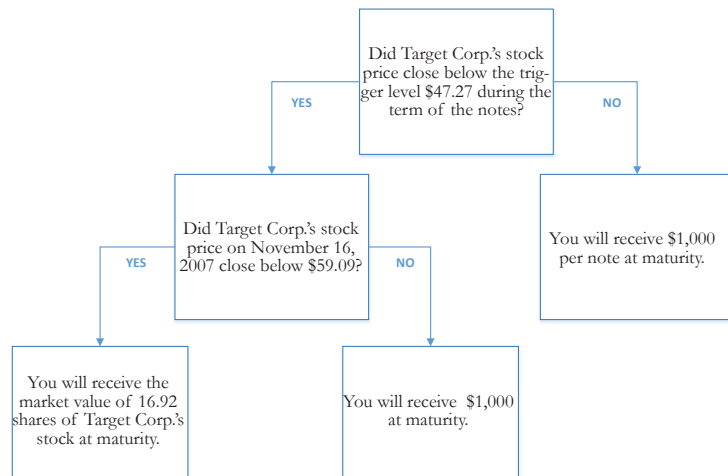 Did Target Corp.'s stock
price close below the trig-
ger level $47.27 during the
term of the notes?
YES
NO
Did Target Corp.'s stock
price on November 16,
2007 close below $59.09?
You will receive $1,000
per note at maturity.
YES
NO
You will receive the
market value of 16.92
shares of Target Corp.'s
stock at maturity.
You will receive $1,000
at maturity.